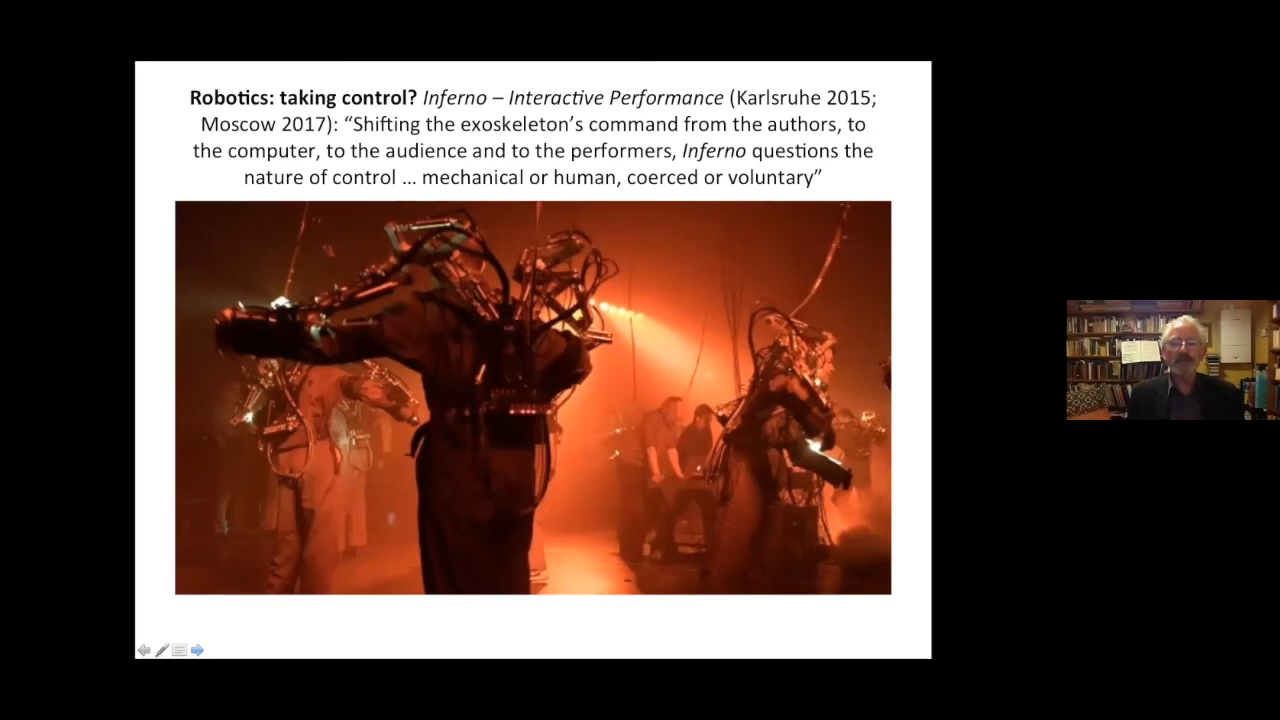 Robotics: taking control? Inferno – Interactive Performance (Karlsruhe 2015;
Moscow 2017): “Shifting the exoskeleton’s command from the authors, to
the computer, to the audience and to the performers, Inferno questions the
nature of control … mechanical or human, coerced or voluntary”